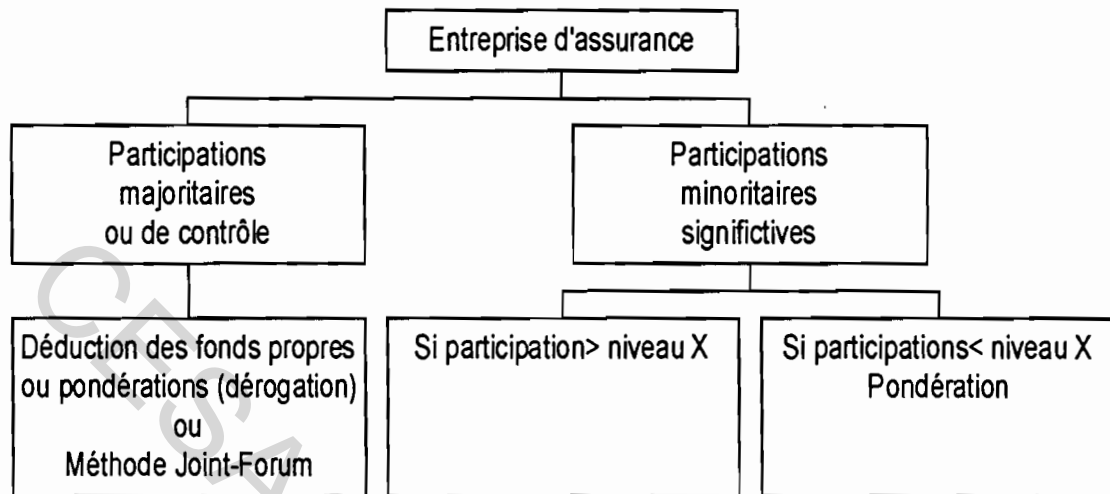 Entreprise d'assurance
Participations
majoritaires
ou de contrôle
Participations
minoritaires
significtives
Déduction des fonds propres
ou pondérations (dérogation)
ou
Méthode Joint-Forum
Si participation> niveau X
Si participations< niveau X
Pondération
CESA